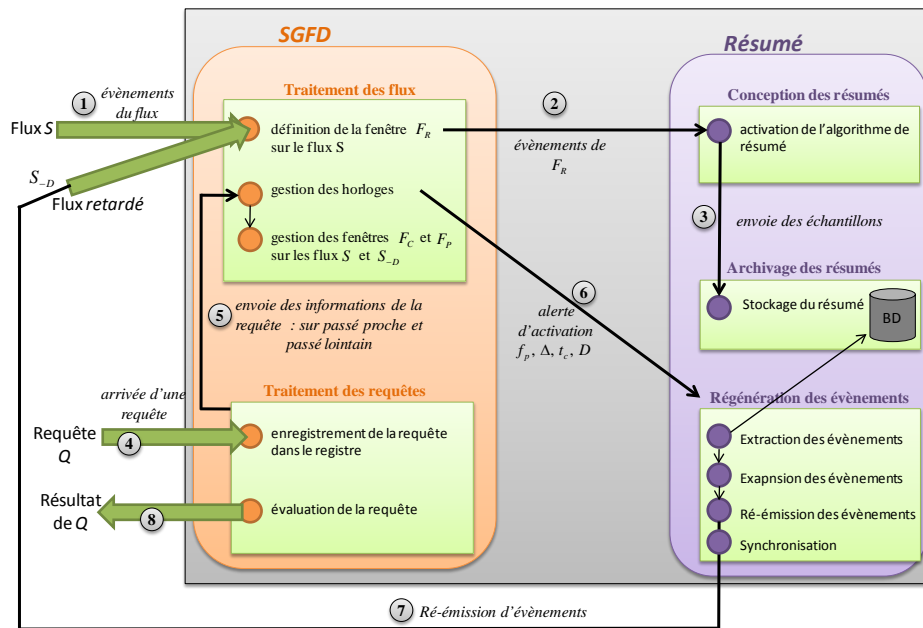 SGFD
Résumé
Traitement des flux
Conception des résumés
1
évènements
du flux
2
Flux S
définition de la fenêtre F_R
sur le flux S
évènements de
F_R
activation de l'algorithme de
résumé
S_{-D}
Flux retardé
gestion des horloges
3
envoie des échantillons
gestion des fenêtres F_C et F_P
sur les flux S et S_{-D}
Archivage des résumés
Stockage du résumé
BD
5
envoie des informations de la
requête : sur passé proche et
passé lointain
6
alerte
d'activation
f_p, Δ, t_c, D
Traitement des requêtes
Régénération des évènements
arrivée d'une
requête
4
Requête
Q
enregistrement de la requête
dans le registre
Extraction des évènements
Exapnsion des évènements
Résultat
de Q
8
évaluation de la requête
Ré-émission des évènements
Synchronisation
7
Ré-émission d'évènements